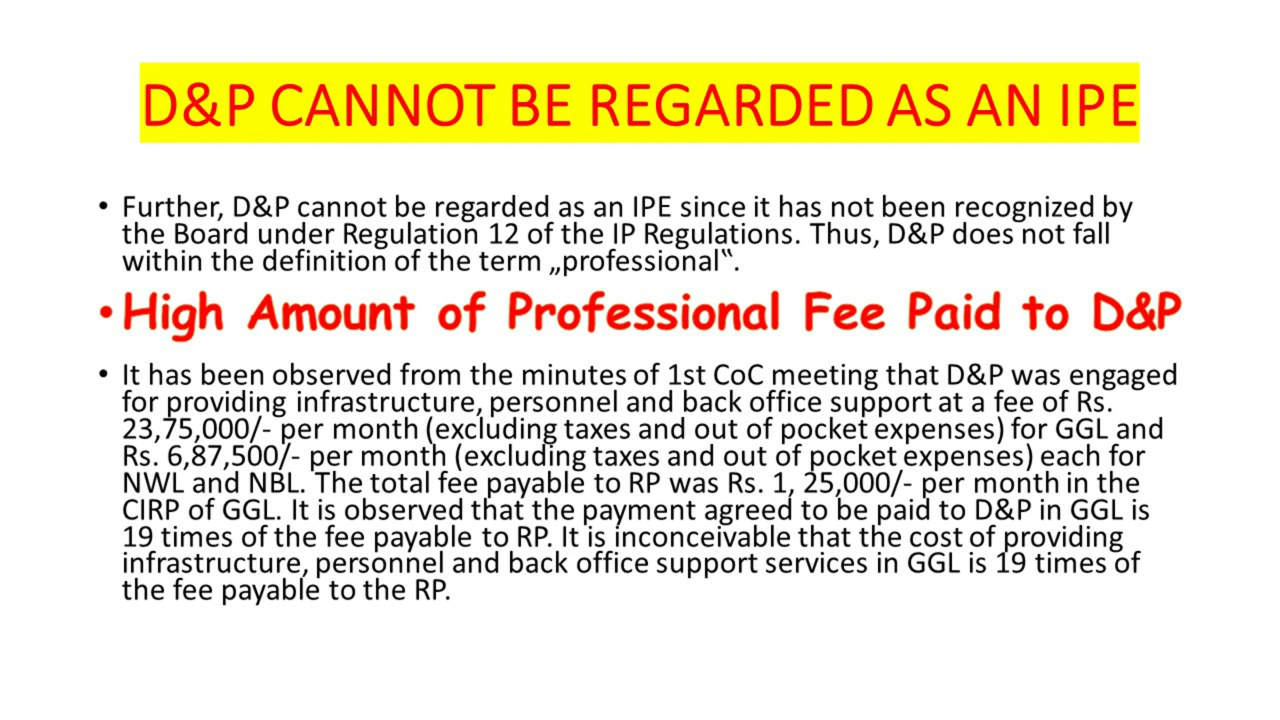 D&P CANNOT BE REGARDED AS AN IPE
• Further, D&P cannot be regarded as an IPE since it has not been recognized by
the Board under Regulation 12 of the IP Regulations. Thus, D&P does not fall
within the definition of the term „professional‟.
• High Amount of Professional Fee Paid to D&P
• It has been observed from the minutes of 1st CoC meeting that D&P was engaged
for providing infrastructure, personnel and back office support at a fee of Rs.
23,75,000/- per month (excluding taxes and out of pocket expenses) for GGL and
Rs. 6,87,500/- per month (excluding taxes and out of pocket expenses) each for
NWL and NBL. The total fee payable to RP was Rs. 1, 25,000/- per month in the
CIRP of GGL. It is observed that the payment agreed to be paid to D&P in GGL is
19 times of the fee payable to RP. It is inconceivable that the cost of providing
infrastructure, personnel and back office support services in GGL is 19 times of
the fee payable to the RP.